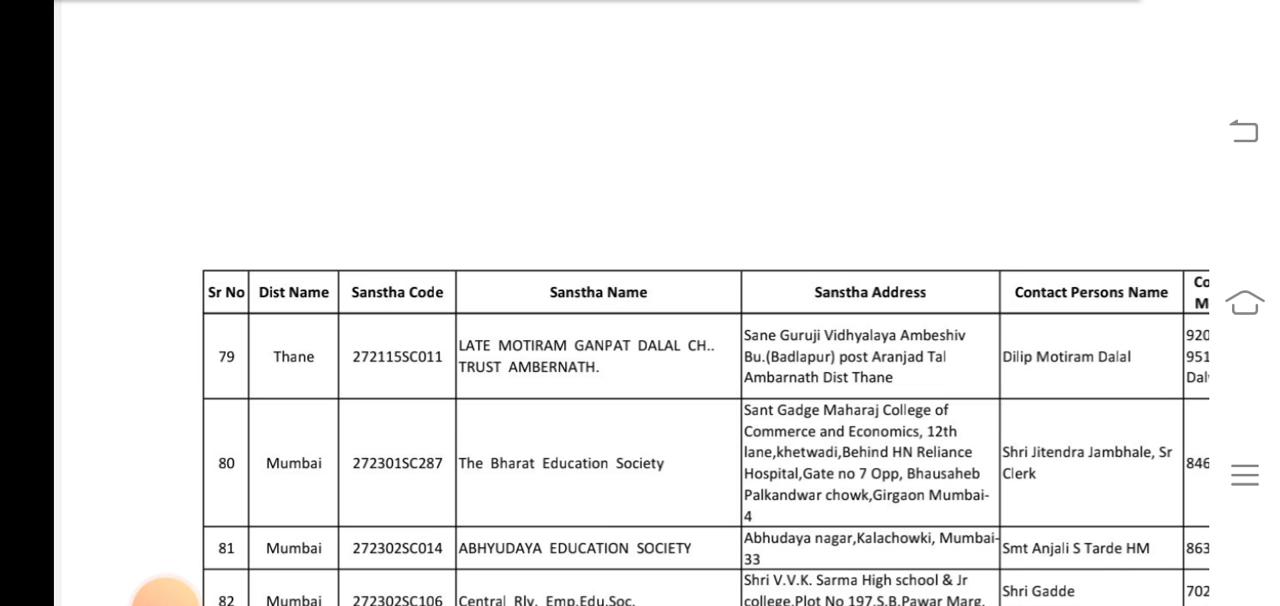 Sr No Dist Name Sanstha Code Sanstha Name Sanstha Address Contact Persons Name Co
M
79 Thane 272115SC011 LATE MOTIRAM GANPAT DALAL CH..
TRUST AMBERNATH.
Sane Guruji Vidhyalaya Ambeshiv
Bu.(Badlapur) post Aranjad Tal
Ambarnath Dist Thane
Dilip Motiram Dalal
920
951
80 Mumbai 272301SC287 The Bharat Education Society
Sant Gadge Maharaj College of
Commerce and Economics, 12th
lane,khetwadi,Behind HN Reliance
Hospital,Gate no 7 Opp, Bhausaheb
Palkandwar chowk,Girgaon Mumbai-
4
Shri Jitendra Jambhale, Sr
Clerk
846
81 Mumbai 272302SC014 ABHYUDAYA EDUCATION SOCIETY
Abhudaya nagar,Kalachowki, Mumbai-
33
Smt Anjali S Tarde HM
863
82 Mumbai 272302SC106 Central Rly. Emp.Edu.Soc.
Shri V.V.K. Sarma High school & Jr
college,Plot No 197,S.B.Pawar Marg,
Shri Gadde
702